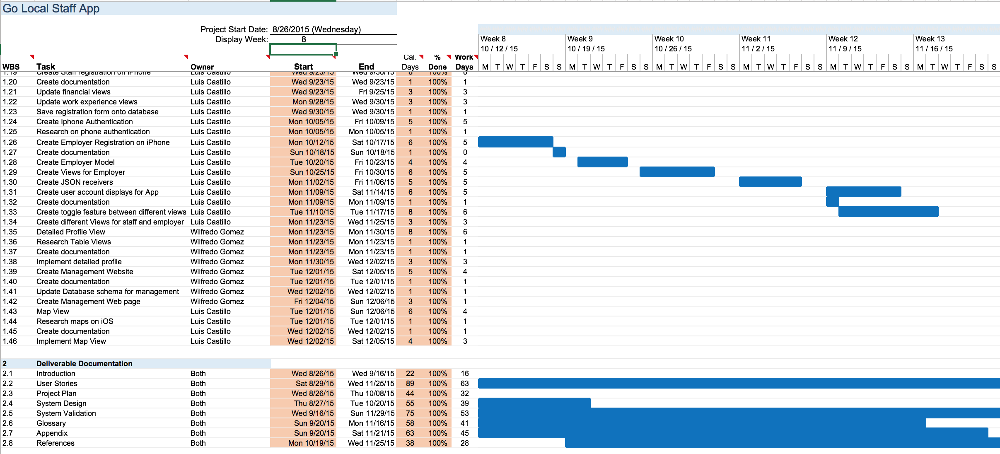 Go Local Staff App
Project Start Date: 8/26/2015 (Wednesday)
Display Week: 8
Week 8 Week 9 Week 10 Week 11 Week 12 Week 13
10 / 12 / 15 10 / 19 / 15 10 / 26 / 15 11 / 2 / 15 11 / 9 / 15 11 / 16 / 15
Cal. % Work
WBS Task Owner Start End Days Done Days M T W T F S S M T W T F S S M T W T F S S M T W T F S S M T W T F S S M T W T F S S
1.19 Create Staff registration on iPhone Luis Castillo Wed 9/23/15 Wed 9/30/15 8 100% 6
1.20 Create documentation Luis Castillo Wed 9/23/15 Wed 9/23/15 1 100% 1
1.21 Update financial views Luis Castillo Wed 9/23/15 Fri 9/25/15 3 100% 3
1.22 Update work experience views Luis Castillo Mon 9/28/15 Wed 9/30/15 3 100% 3
1.23 Save registration form onto database Luis Castillo Wed 9/30/15 Wed 9/30/15 1 100% 1
1.24 Create Iphone Authentication Luis Castillo Mon 10/05/15 Fri 10/09/15 5 100% 5
1.25 Research on phone authentication Luis Castillo Mon 10/05/15 Mon 10/05/15 1 100% 1
1.26 Create Employer Registration on iPhone Luis Castillo Mon 10/12/15 Sat 10/17/15 6 100% 5
1.27 Create documentation Luis Castillo Sun 10/18/15 Sun 10/18/15 1 100% 0
1.28 Create Employer Model Luis Castillo Tue 10/20/15 Fri 10/23/15 4 100% 4
1.29 Create Views for Employer Luis Castillo Sun 10/25/15 Fri 10/30/15 6 100% 5
1.30 Create JSON receivers Luis Castillo Mon 11/02/15 Fri 11/06/15 5 100% 5
1.31 Create user account displays for App Luis Castillo Mon 11/09/15 Sat 11/14/15 6 100% 5
1.32 Create documentation Luis Castillo Mon 11/09/15 Mon 11/09/15 1 100% 1
1.33 Create toggle feature between different views Luis Castillo Tue 11/10/15 Tue 11/17/15 8 100% 6
1.34 Create different Views for staff and employer Luis Castillo Mon 11/23/15 Wed 11/25/15 3 100% 3
1.35 Detailed Profile View Wilfredo Gomez Mon 11/23/15 Mon 11/30/15 8 100% 6
1.36 Research Table Views Wilfredo Gomez Mon 11/23/15 Mon 11/23/15 1 100% 1
1.37 Create documentation Wilfredo Gomez Mon 11/23/15 Mon 11/23/15 1 100% 1
1.38 Implement detailed profile Wilfredo Gomez Mon 11/30/15 Wed 12/02/15 3 100% 3
1.39 Create Management Website Wilfredo Gomez Tue 12/01/15 Sat 12/05/15 5 100% 4
1.40 Create documentation Wilfredo Gomez Tue 12/01/15 Tue 12/01/15 1 100% 1
1.41 Update Database schema for management Wilfredo Gomez Wed 12/02/15 Wed 12/02/15 1 100% 1
1.42 Create Management Web page Wilfredo Gomez Fri 12/04/15 Sun 12/06/15 3 100% 1
1.43 Map View Luis Castillo Tue 12/01/15 Sun 12/06/15 6 100% 4
1.44 Research maps on iOS Luis Castillo Tue 12/01/15 Tue 12/01/15 1 100% 1
1.45 Create documentation Luis Castillo Wed 12/02/15 Wed 12/02/15 1 100% 1
1.46 Implement Map View Luis Castillo Wed 12/02/15 Sat 12/05/15 4 100% 3
2 Deliverable Documentation
2.1 Introduction Both Wed 8/26/15 Wed 9/16/15 22 100% 16
2.2 User Stories Both Sat 8/29/15 Wed 11/25/15 89 100% 63
2.3 Project Plan Both Wed 8/26/15 Thu 10/08/15 44 100% 32
2.4 System Design Both Thu 8/27/15 Tue 10/20/15 55 100% 39
2.5 System Validation Both Wed 9/16/15 Sun 11/29/15 75 100% 53
2.6 Glossary Both Sun 9/20/15 Mon 11/16/15 58 100% 41
2.7 Appendix Both Sun 9/20/15 Sat 11/21/15 63 100% 45
2.8 References Both Mon 10/19/15 Wed 11/25/15 38 100% 28